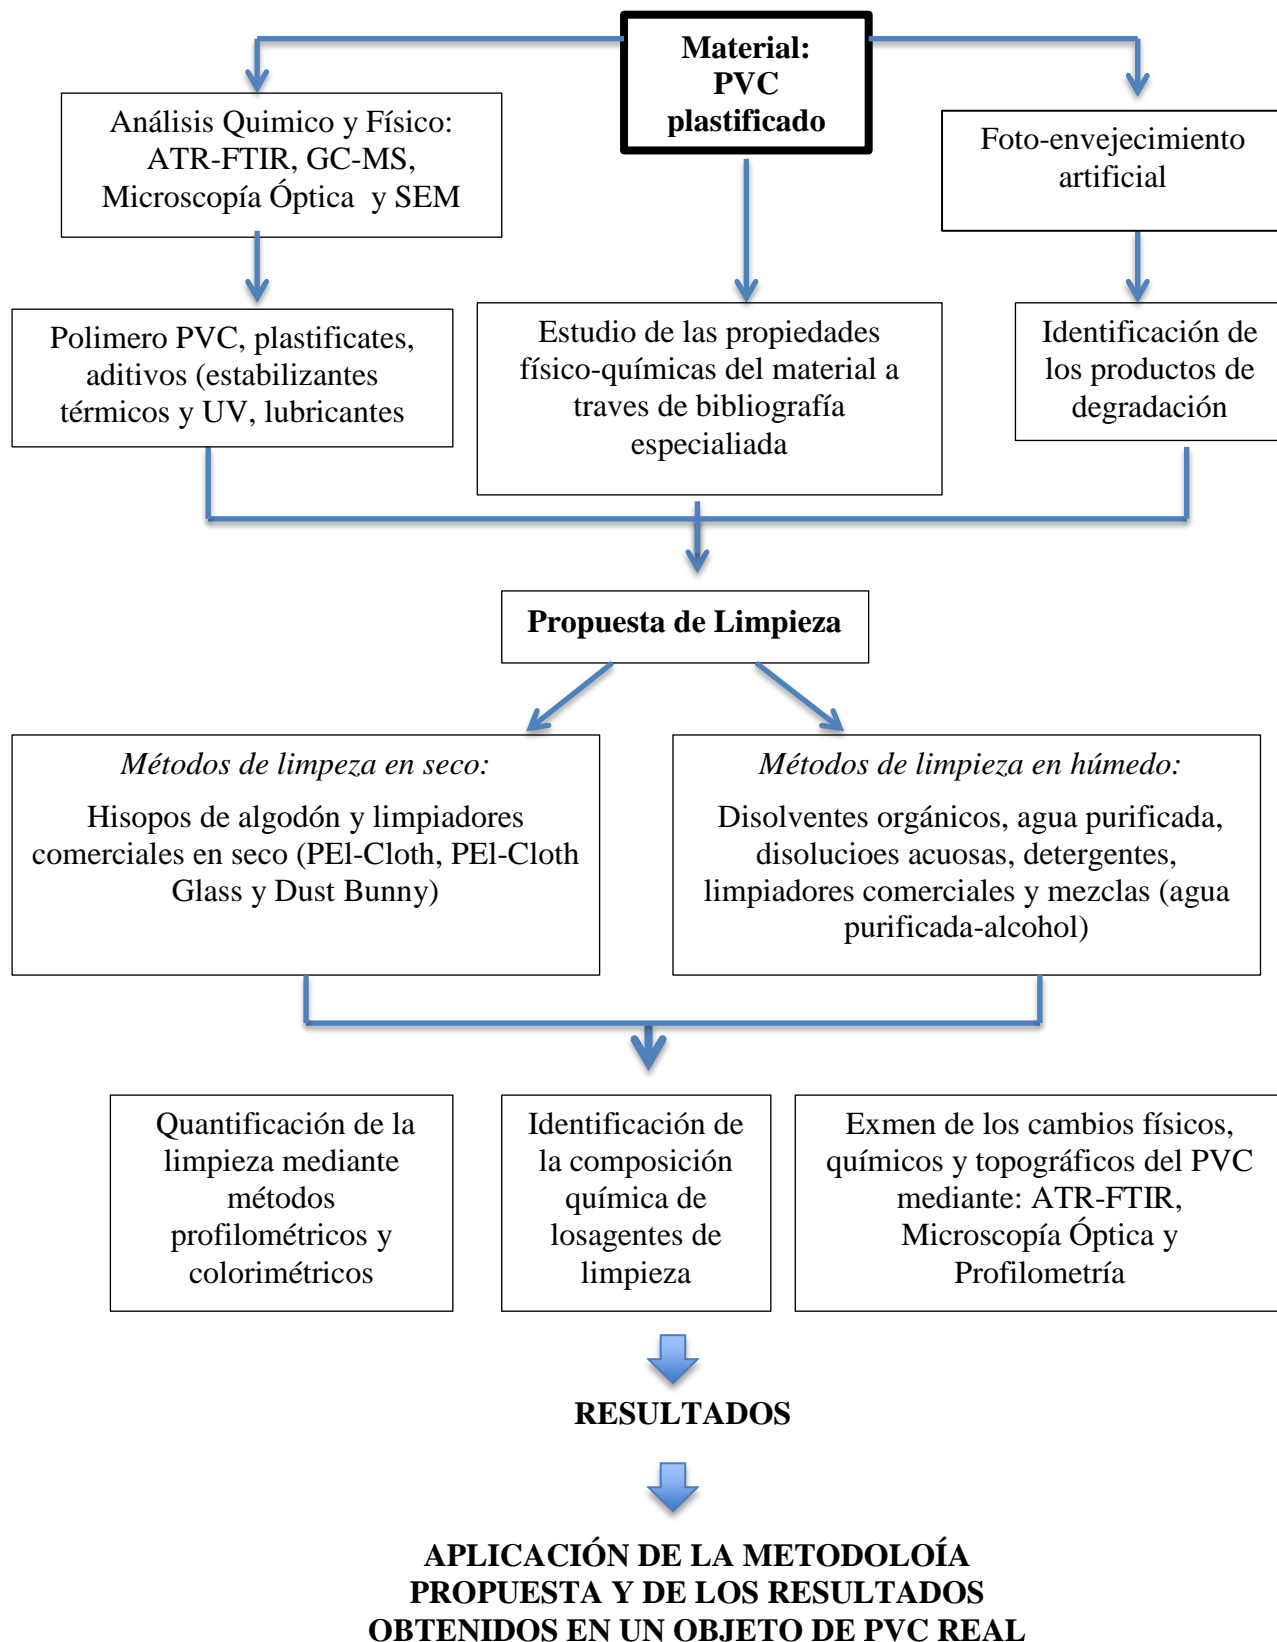 Material:
PVC
plastificado
Análisis Quimico y Físico:
ATR-FTIR, GC-MS,
Microscopía Óptica y SEM
Foto-envejecimiento
artificial
Polimero PVC, plastificates,
aditivos (estabilizantes
térmicos y UV, lubricantes
Estudio de las propiedades
físico-químicas del material a
traves de bibliografía
especialiada
Identificación de
los productos de
degradación
Propuesta de Limpieza
Métodos de limpeza en seco:
Hisopos de algodón y limpiadores
comerciales en seco (PEl-Cloth, PEl-Cloth
Glass y Dust Bunny)
Métodos de limpieza en húmedo:
Disolventes orgánicos, agua purificada,
disolucioes acuosas, detergentes,
limpiadores comerciales y mezclas (agua
purificada-alcohol)
Quantificación de la
limpieza mediante
métodos
profilométricos y
colorimétricos
Identificación de
la composición
química de
losagentes de
limpieza
Exmen de los cambios físicos,
químicos y topográficos del PVC
mediante: ATR-FTIR,
Microscopía Óptica y
Profilometría
RESULTADOS
APLICACIÓN DE LA METODOLOÍA
PROPUESTA Y DE LOS RESULTADOS
OBTENIDOS EN UN OBJETO DE PVC REAL